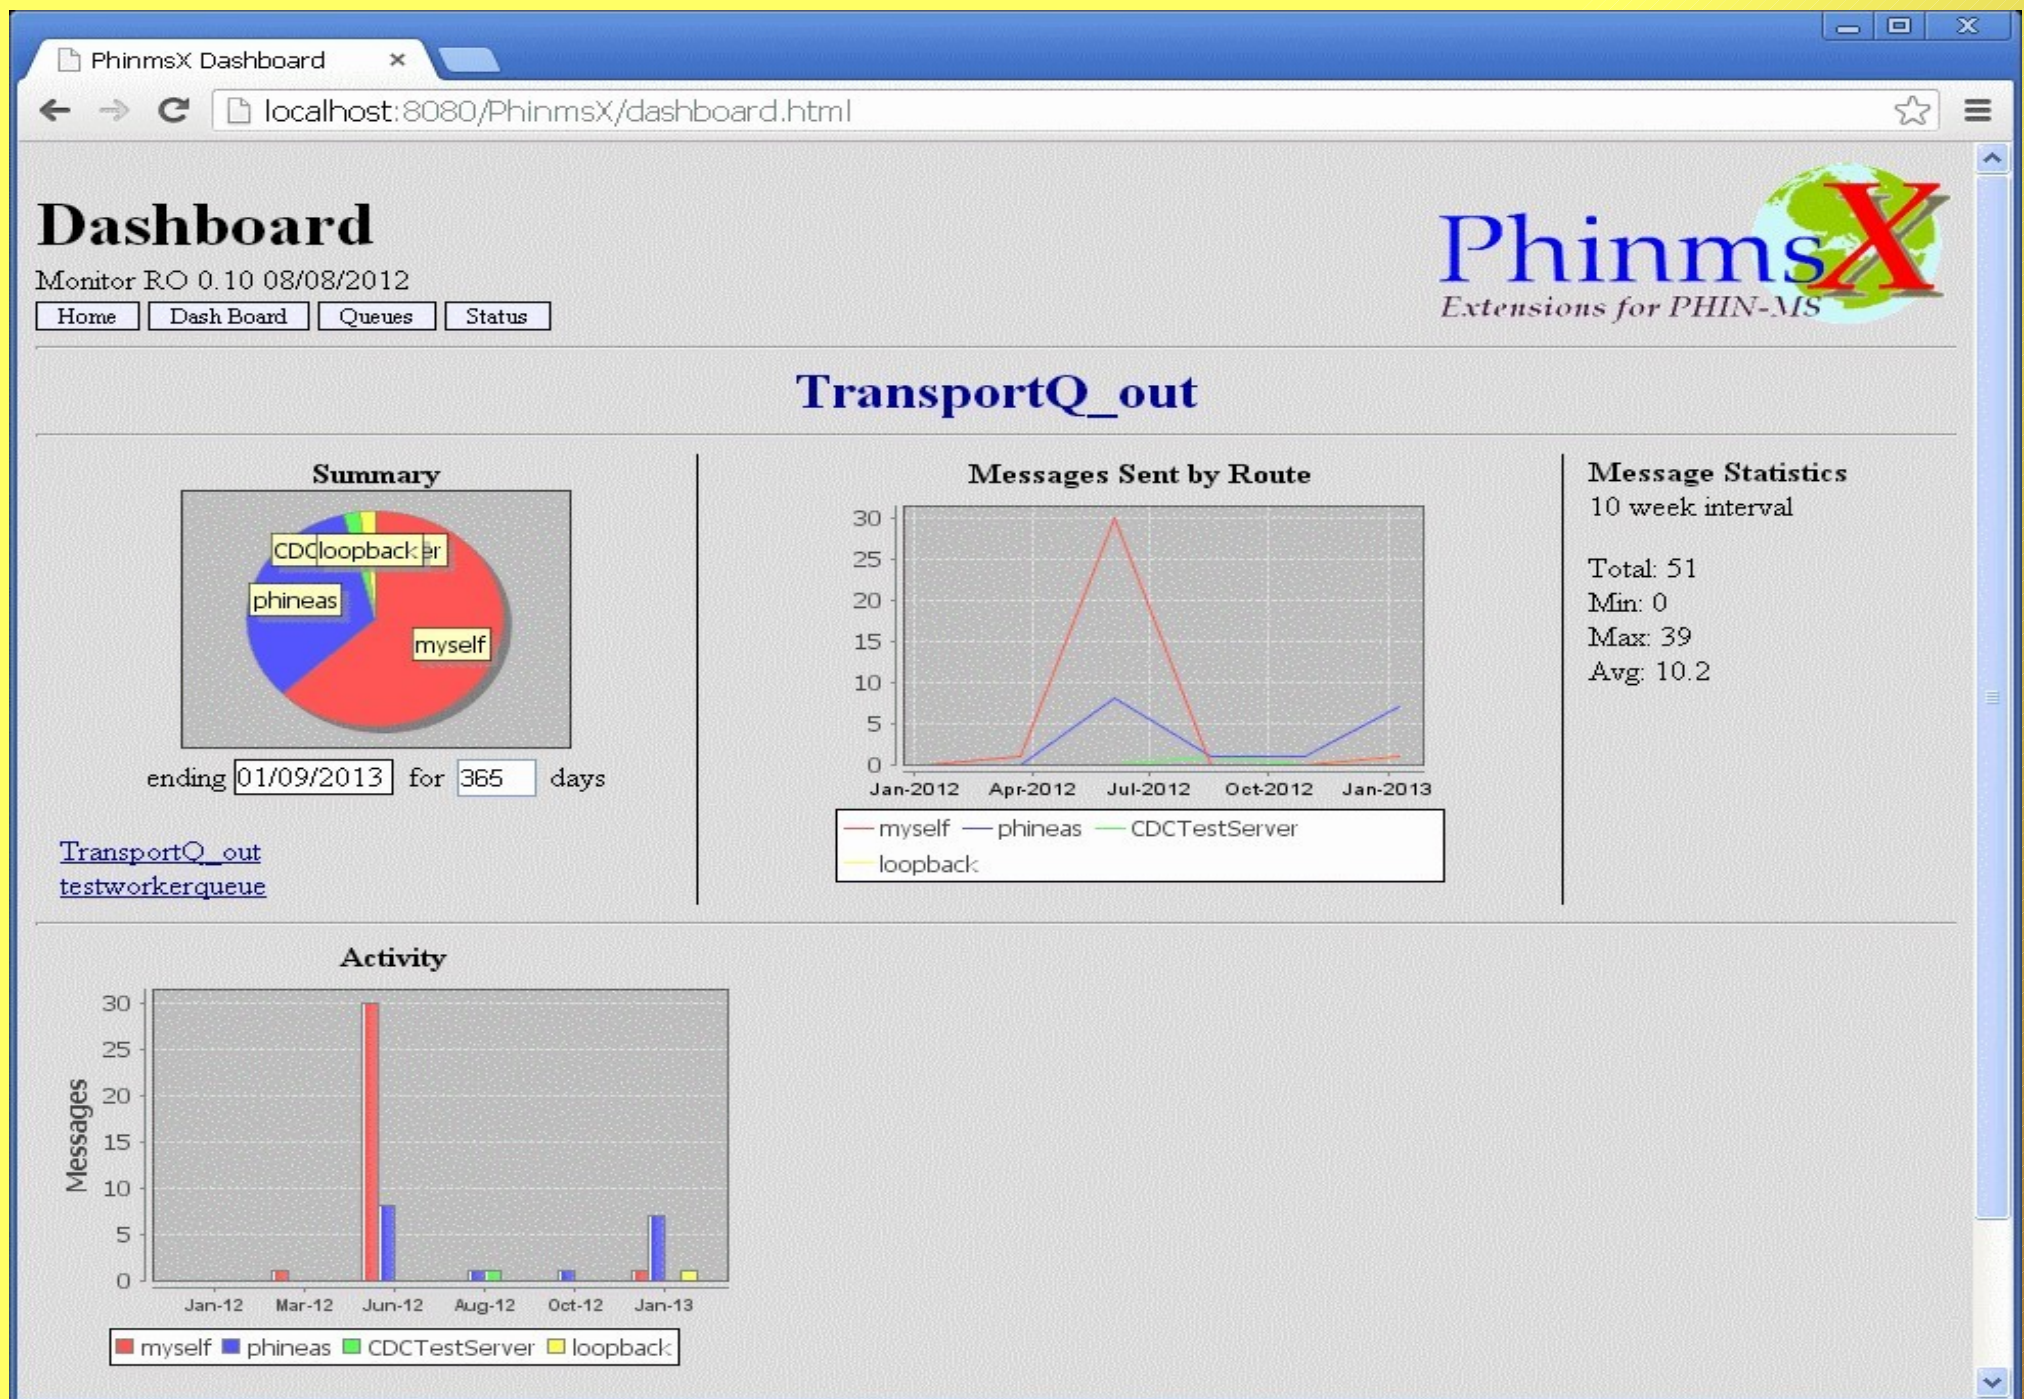 PhinmsX Dashboard
localhost:8080/PhinmsX/dashboard.html
Dashboard
Monitor RO 0.10 08/08/2012
Home Dash Board Queues Status
PhinmsX
Extensions for PHIN-MS
TransportQ_out
Summary
CDC loopback er
phineas
myself
ending 01/09/2013 for 365 days
TransportQ_out
testworkerqueue
Messages Sent by Route
30
25
20
15
10
5
0
Jan-2012 Apr-2012 Jul-2012 Oct-2012 Jan-2013
myself phineas CDCTestServer
loopback
Message Statistics
10 week interval
Total: 51
Min: 0
Max: 39
Avg: 10.2
Activity
Messages
30
25
20
15
10
5
0
Jan-12 Mar-12 Jun-12 Aug-12 Oct-12 Jan-13
myself phineas CDCTestServer loopback